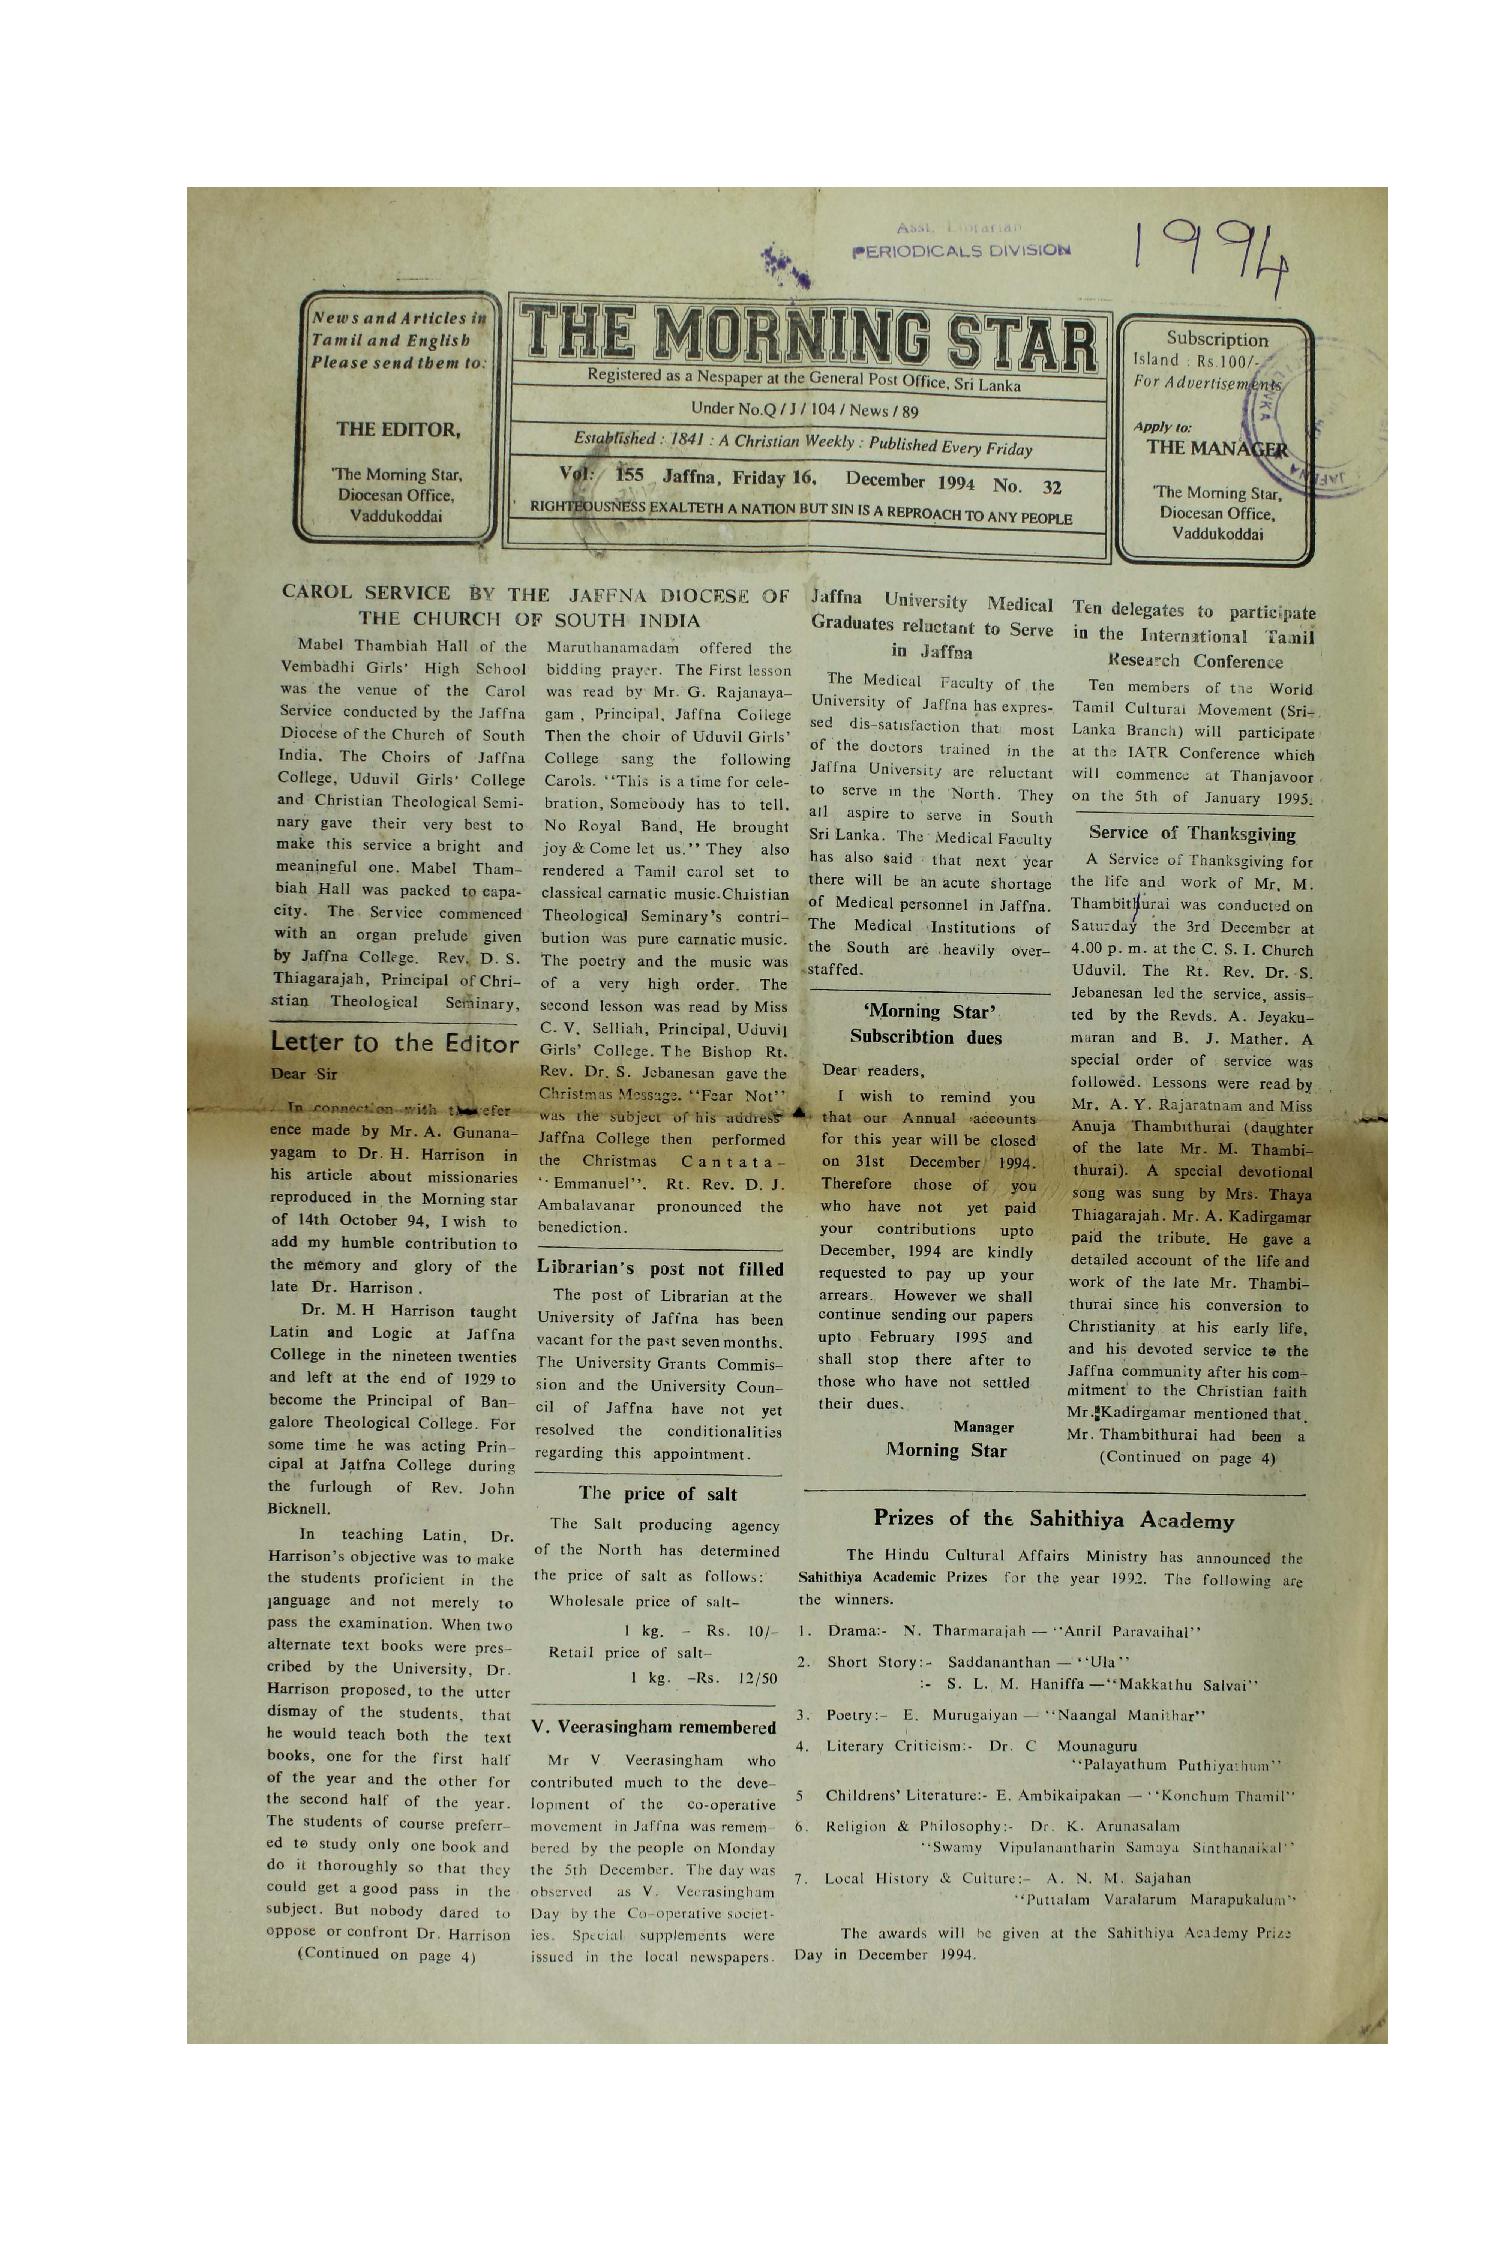 PERIODICALS DIVISION
1994
News and Articles in
Tamil and English
Please send them to:
THE EDITOR,
'The Morning Star,
Diocesan Office,
Vaddukoddai
THE MORNING STAR
Registered as a Nespaper at the General Post Office, Sri Lanka
Under No.Q / J / 104 / News / 89
Established : 1841 : A Christian Weekly : Published Every Friday
Vol: 155 Jaffna, Friday 16, December 1994 No. 32
RIGHTEOUSNESS EXALTETH A NATION BUT SIN IS A REPROACH TO ANY PEOPLE
Subscription
Island : Rs.100/-
For Advertisements
Apply to:
THE MANAGER
'The Morning Star,
Diocesan Office,
Vaddukoddai
CAROL SERVICE BY THE JAFFNA DIOCESE OF
THE CHURCH OF SOUTH INDIA
Mabel Thambiah Hall of the
Vembadhi Girls' High School
was the venue of the Carol
Service conducted by the Jaffna
Diocese of the Church of South
India. The Choirs of Jaffna
College, Uduvil Girls' College
and Christian Theological Semi-
nary gave their very best to
make this service a bright and
meaningful one. Mabel Tham-
biah Hall was packed to capa-
city. The Service commenced
with an organ prelude given
by Jaffna College. Rev. D. S.
Thiagarajah, Principal of Chri-
stian Theological Seminary,
Maruthanamadam offered the
bidding prayer. The First lesson
was read by Mr. G. Rajanaya-
gam , Principal, Jaffna College
Then the choir of Uduvil Girls'
College sang the following
Carols. "This is a time for cele-
bration, Somebody has to tell,
No Royal Band, He brought
joy & Come let us." They also
rendered a Tamil carol set to
classical carnatic music.Christian
Theological Seminary's contri-
bution was pure carnatic music.
The poetry and the music was
of a very high order. The
second lesson was read by Miss
C. V. Selliah, Principal, Uduvil
Girls' College. The Bishop Rt.
Rev. Dr. S. Jebanesan gave the
Christmas Message. "Fear Not"
was the subject of his address
Jaffna College then performed
the Christmas Cantata-
"Emmanuel". Rt. Rev. D. J.
Ambalavanar pronounced the
benediction.
Letter to the Editor
Dear Sir
In connection with the refer
ence made by Mr. A. Gunana-
yagam to Dr. H. Harrison in
his article about missionaries
reproduced in the Morning star
of 14th October 94, I wish to
add my humble contribution to
the memory and glory of the
late Dr. Harrison .
Dr. M. H Harrison taught
Latin and Logic at Jaffna
College in the nineteen twenties
and left at the end of 1929 to
become the Principal of Ban-
galore Theological College. For
some time he was acting Prin-
cipal at Jaffna College during
the furlough of Rev. John
Bicknell.
In teaching Latin, Dr.
Harrison's objective was to make
the students proficient in the
language and not merely to
pass the examination. When two
alternate text books were pres-
cribed by the University, Dr.
Harrison proposed, to the utter
dismay of the students, that
he would teach both the text
books, one for the first half
of the year and the other for
the second half of the year.
The students of course preferr-
ed to study only one book and
do it thoroughly so that they
could get a good pass in the
subject. But nobody dared to
oppose or confront Dr. Harrison
(Continued on page 4)
Librarian's post not filled
The post of Librarian at the
University of Jaffna has been
vacant for the past seven months.
The University Grants Commis-
sion and the University Coun-
cil of Jaffna have not yet
resolved the conditionalities
regarding this appointment.
The price of salt
The Salt producing agency
of the North has determined
the price of salt as follows:
Wholesale price of salt-
1 kg. - Rs. 10/-
Retail price of salt-
1 kg. -Rs. 12/50
V. Veerasingham remembered
Mr V. Veerasingham who
contributed much to the deve-
lopment of the co-operative
movement in Jaffna was remem-
bered by the people on Monday
the 5th December. The day was
observed as V. Veerasingham
Day by the Co-operative societ-
ies. Special supplements were
issued in the local newspapers.
Jaffna University Medical
Graduates reluctant to Serve
in Jaffna
The Medical Faculty of the
University of Jaffna has expres-
sed dis-satisfaction that most
of the doctors trained in the
Jaffna University are reluctant
to serve in the North. They
all aspire to serve in South
Sri Lanka. The Medical Faculty
has also said that next year
there will be an acute shortage
of Medical personnel in Jaffna.
The Medical Institutions of
the South are heavily over-
staffed.
'Morning Star'
Subscribtion dues
Dear readers,
I wish to remind you
that our Annual accounts
for this year will be closed
on 31st December 1994.
Therefore those of you
who have not yet paid
your contributions upto
December, 1994 are kindly
requested to pay up your
arrears. However we shall
continue sending our papers
upto February 1995 and
shall stop there after to
those who have not settled
their dues.
Manager
Morning Star
Ten delegates to participate
in the International Tamil
Research Conference
Ten members of the World
Tamil Cultural Movement (Sri-
Lanka Branch) will participate
at the IATR Conference which
will commence at Thanjavoor
on the 5th of January 1995.
Service of Thanksgiving
A Service of Thanksgiving for
the life and work of Mr. M.
Thambithurai was conducted on
Saturday the 3rd December at
4.00 p. m. at the C. S. I. Church
Uduvil. The Rt. Rev. Dr. S.
Jebanesan led the service, assis-
ted by the Revds. A. Jeyaku-
maran and B. J. Mather. A
special order of service was
followed. Lessons were read by
Mr. A. Y. Rajaratnam and Miss
Anuja Thambithurai (daughter
of the late Mr. M. Thambi-
thurai). A special devotional
song was sung by Mrs. Thaya
Thiagarajah. Mr. A. Kadirgamar
paid the tribute. He gave a
detailed account of the life and
work of the late Mr. Thambi-
thurai since his conversion to
Christianity at his early life,
and his devoted service to the
Jaffna community after his com-
mitment to the Christian faith
Mr. Kadirgamar mentioned that
Mr. Thambithurai had been a
(Continued on page 4)
Prizes of the Sahithiya Academy
The Hindu Cultural Affairs Ministry has announced the
Sahithiya Academic Prizes for the year 1992. The following are
the winners.
1. Drama:- N. Tharmarajah — "Anril Paravaihal"
2. Short Story:- Saddananthan — "Ula"
:- S. L. M. Haniffa —"Makkathu Salvai"
3. Poetry:- E. Murugaiyan — "Naangal Manithar"
4. Literary Criticism:- Dr. C Mounaguru
"Palayathum Puthiyathum"
5 Childrens' Literature:- E. Ambikaipakan — "Konchum Thamil"
6. Religion & Philosophy:- Dr. K. Arunasalam
"Swamy Vipulanantharin Samaya Sinthanaikal"
7. Local History & Culture:- A. N. M. Sajahan
"Puttalam Varalarum Marapukalum"
The awards will be given at the Sahithiya Academy Prize
Day in December 1994.